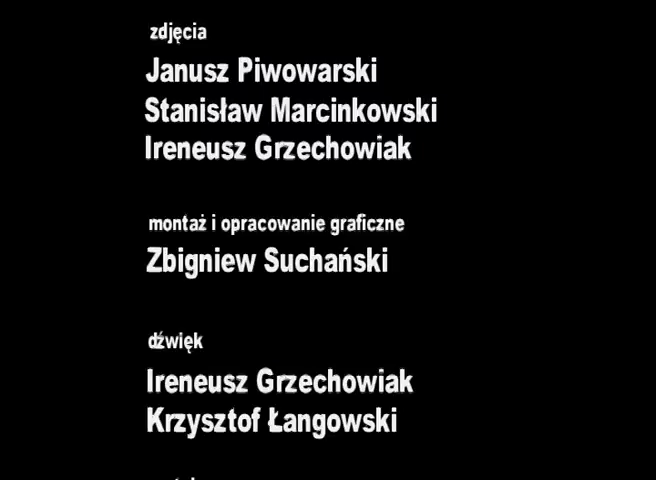 zdjęcia
Janusz Piwowarski
Stanisław Marcinkowski
Ireneusz Grzechowiak
montaż i opracowanie graficzne
Zbigniew Suchański
dźwięk
Ireneusz Grzechowiak
Krzysztof Łangowski